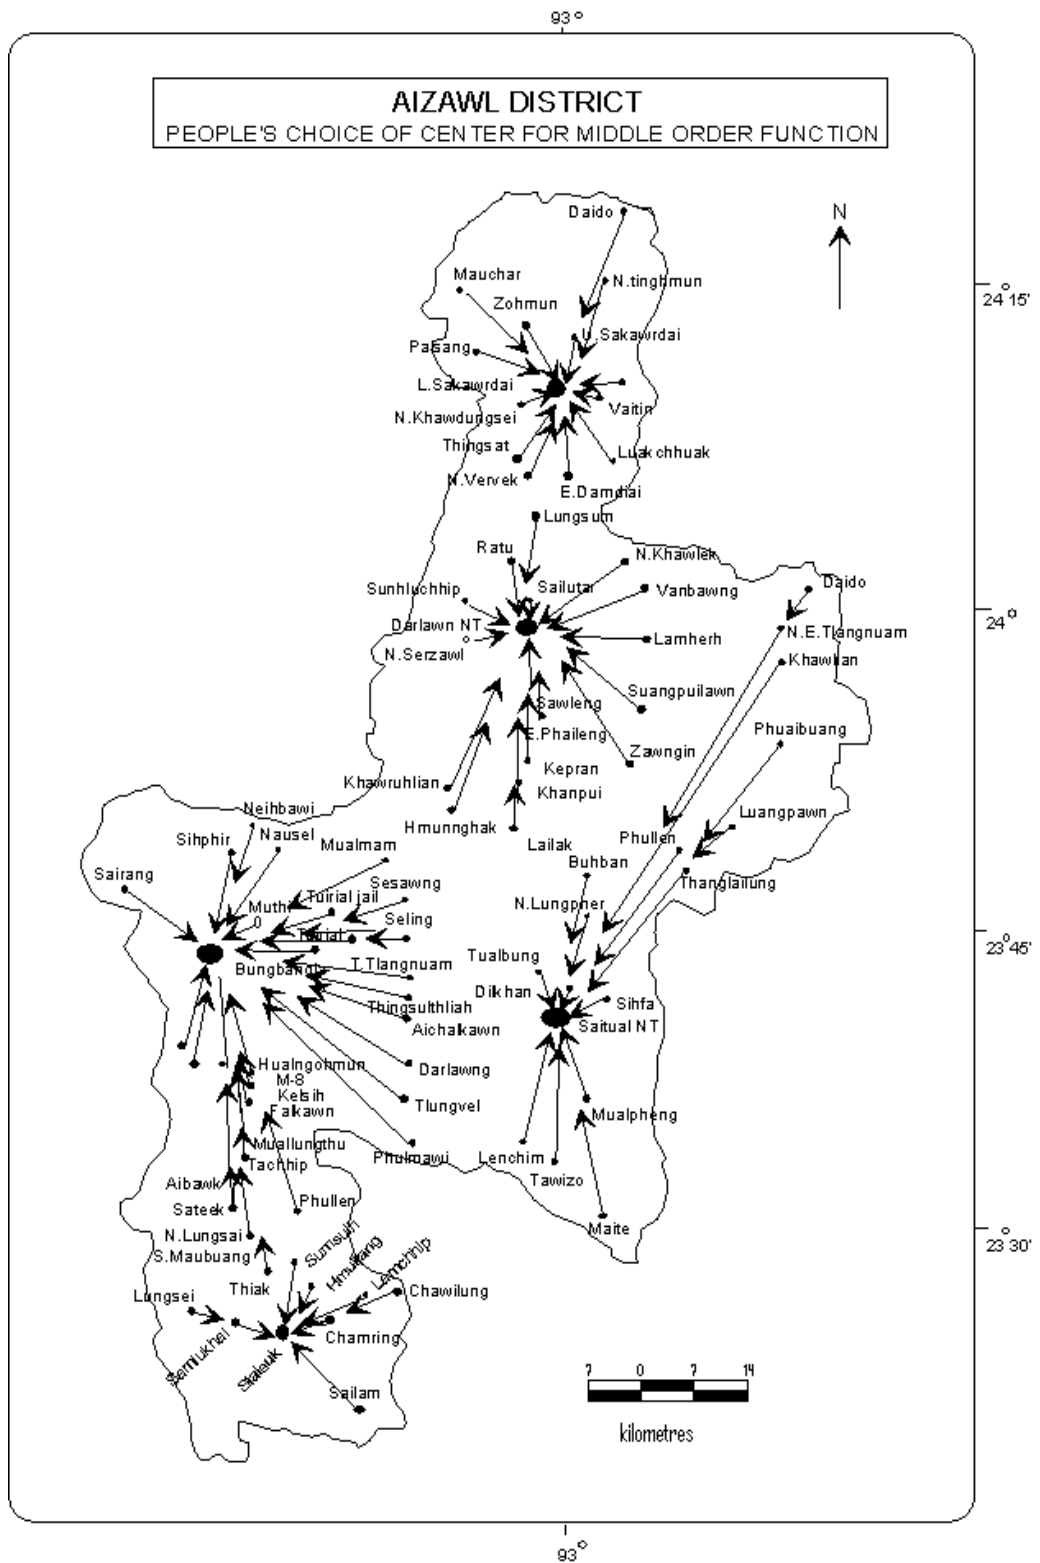 93°
AIZAWL DISTRICT
PEOPLE'S CHOICE OF CENTER FOR MIDDLE ORDER FUNCTION
Daido
N
Mauchar
N.tinghmun
24°15'
Zohmun
U.Sakawrdai
Palsang
L.Sakawrdai
Vaitin
N.Khawdungsei
Thingsat
Luakchhuak
N.Vervek
E.Damdiai
Lungsum
Ratu
N.Khawlek
Sunhluchhip
Sailutar
Vanbawng
Daido
24°
Darlawn NT
N.E.Tlangnuam
N.Serzawl
Lamherh
Khawlian
Suangpuilawn
Sawleng
E.Phaileng
Phuaibuang
Zawngin
Kepran
Khawruhlian
Khanpui
Neihbawi
Hmunnghak
Luangpawn
Sihphir
Nausel
Mualmam
Lailak
Phullen
Buhban
Sairang
Sesawng
Thanglailung
Muthi
Tuirial jail
N.Lungpher
Seling
Tuirial
23°45'
Bungbangla
T.Tlangnuam
Tualbung
Dilkhan
Thingsulthliah
Sihfa
Aichalkawn
Saitual NT
Hualngohmun
Darlawng
M-8
Kelsih
Falkawn
Tlungvel
Mualpheng
Muallungthu
Tachhip
Phulmawi
Lenchim
Aibawk
Tawizo
Sateek
Phullen
Maite
N.Lungsai
Sumsuih
23°30'
S.Maubuang
Hmuifang
Lamchhip
Thiak
Lungsei
Chawilung
Samlukhai
Chamring
Sialsuk
Sailam
7 0 7 14
kilometres
93°